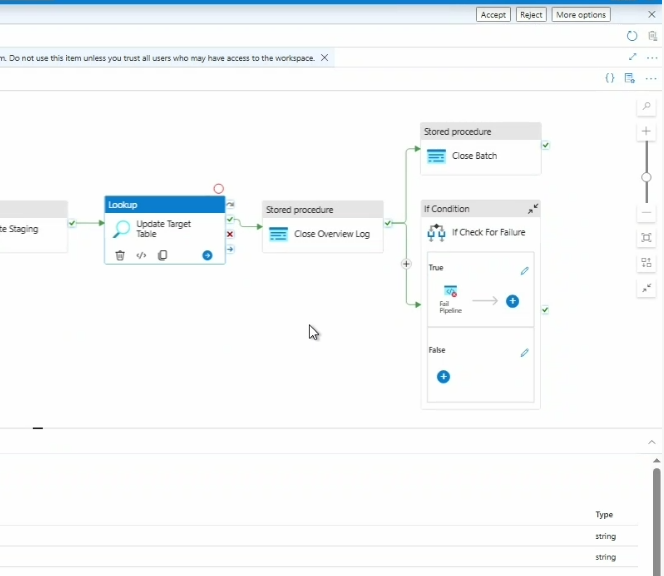 Accept Reject More options
m. Do not use this item unless you trust all users who may have access to the workspace.
Stored procedure
Close Batch
Lookup
Update Target
Table
te Staging
Stored procedure
Close Overview Log
If Condition
If Check For Failure
True
Fail
Pipeline
False
Type
string
string